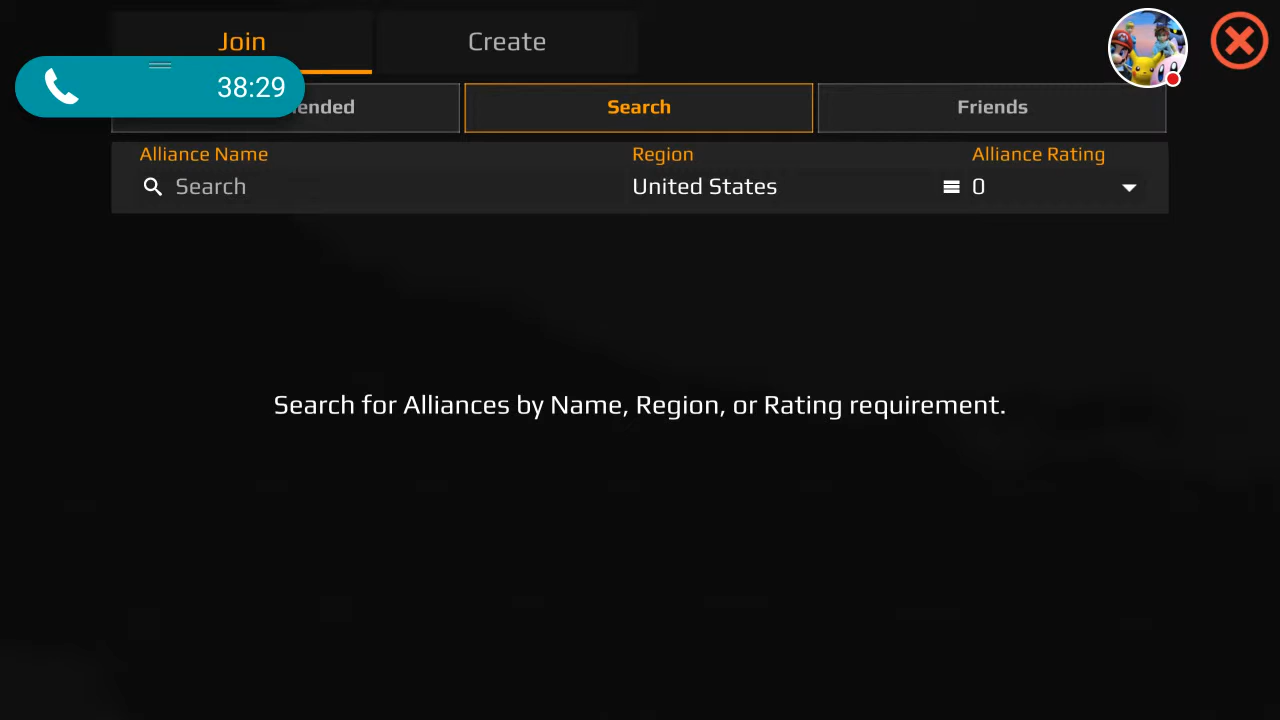 Join
Create
38:29
ended
Search
Friends
Alliance Name
Region
Alliance Rating
Search
United States
0
Search for Alliances by Name, Region, or Rating requirement.